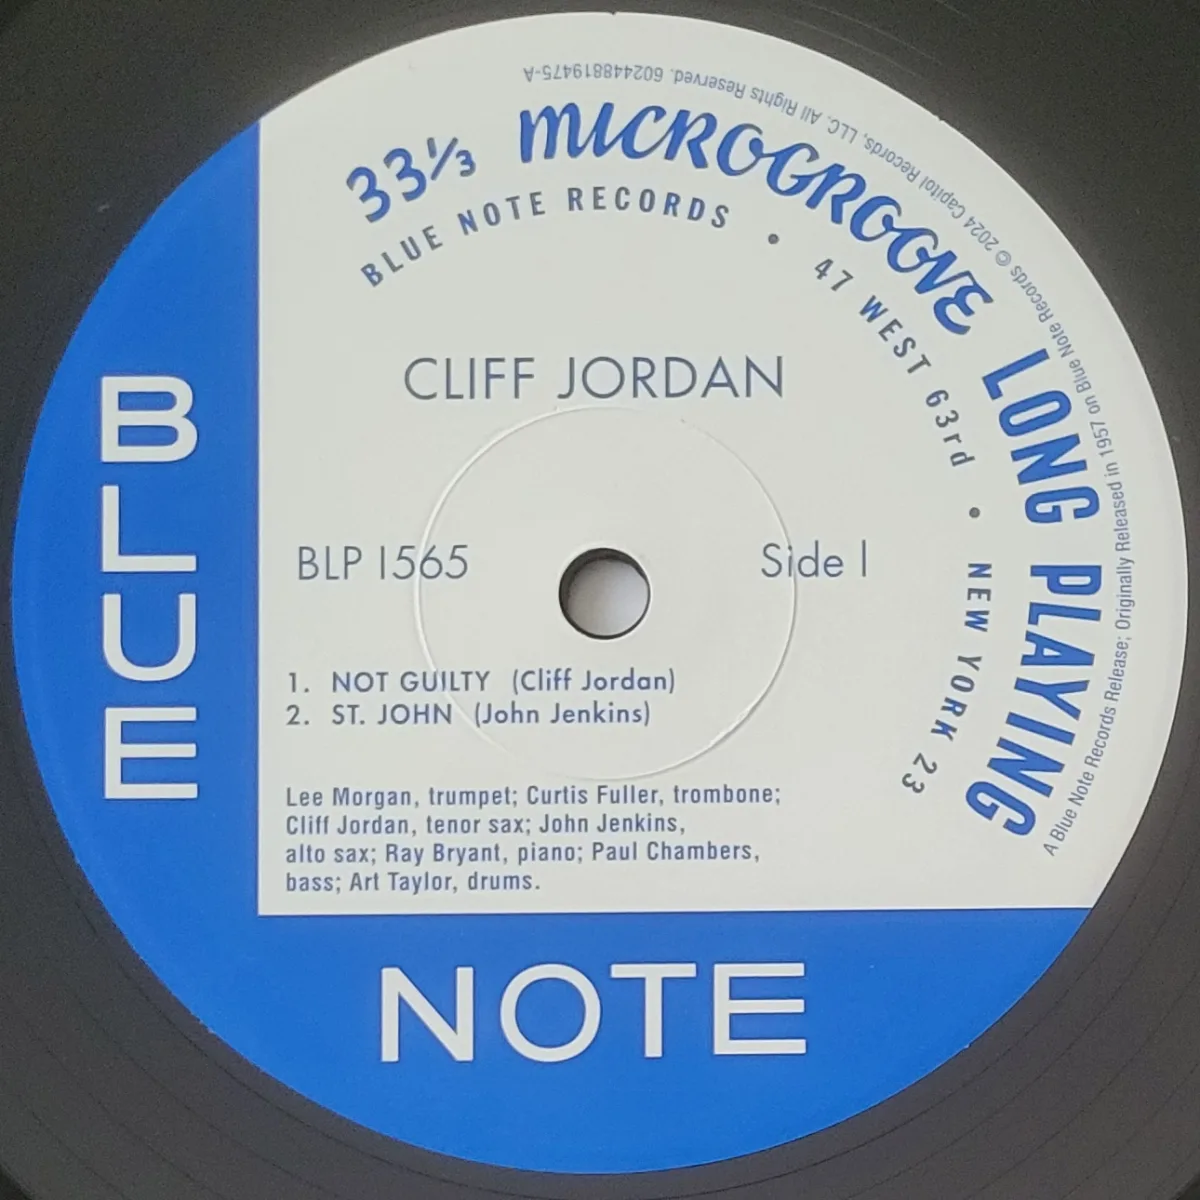 33⅓ MICROGROOVE LONG PLAYING
BLUE NOTE RECORDS • 47 WEST 63rd • NEW YORK 23
A Blue Note Records Release; Originally Released in 1957 on Blue Note Records © 2024 Capitol Records, LLC. All Rights Reserved. 602448819475-A
CLIFF JORDAN
BLP 1565
Side 1
1. NOT GUILTY (Cliff Jordan)
2. ST. JOHN (John Jenkins)
Lee Morgan, trumpet; Curtis Fuller, trombone;
Cliff Jordan, tenor sax; John Jenkins,
alto sax; Ray Bryant, piano; Paul Chambers,
bass; Art Taylor, drums.
BLUE
NOTE